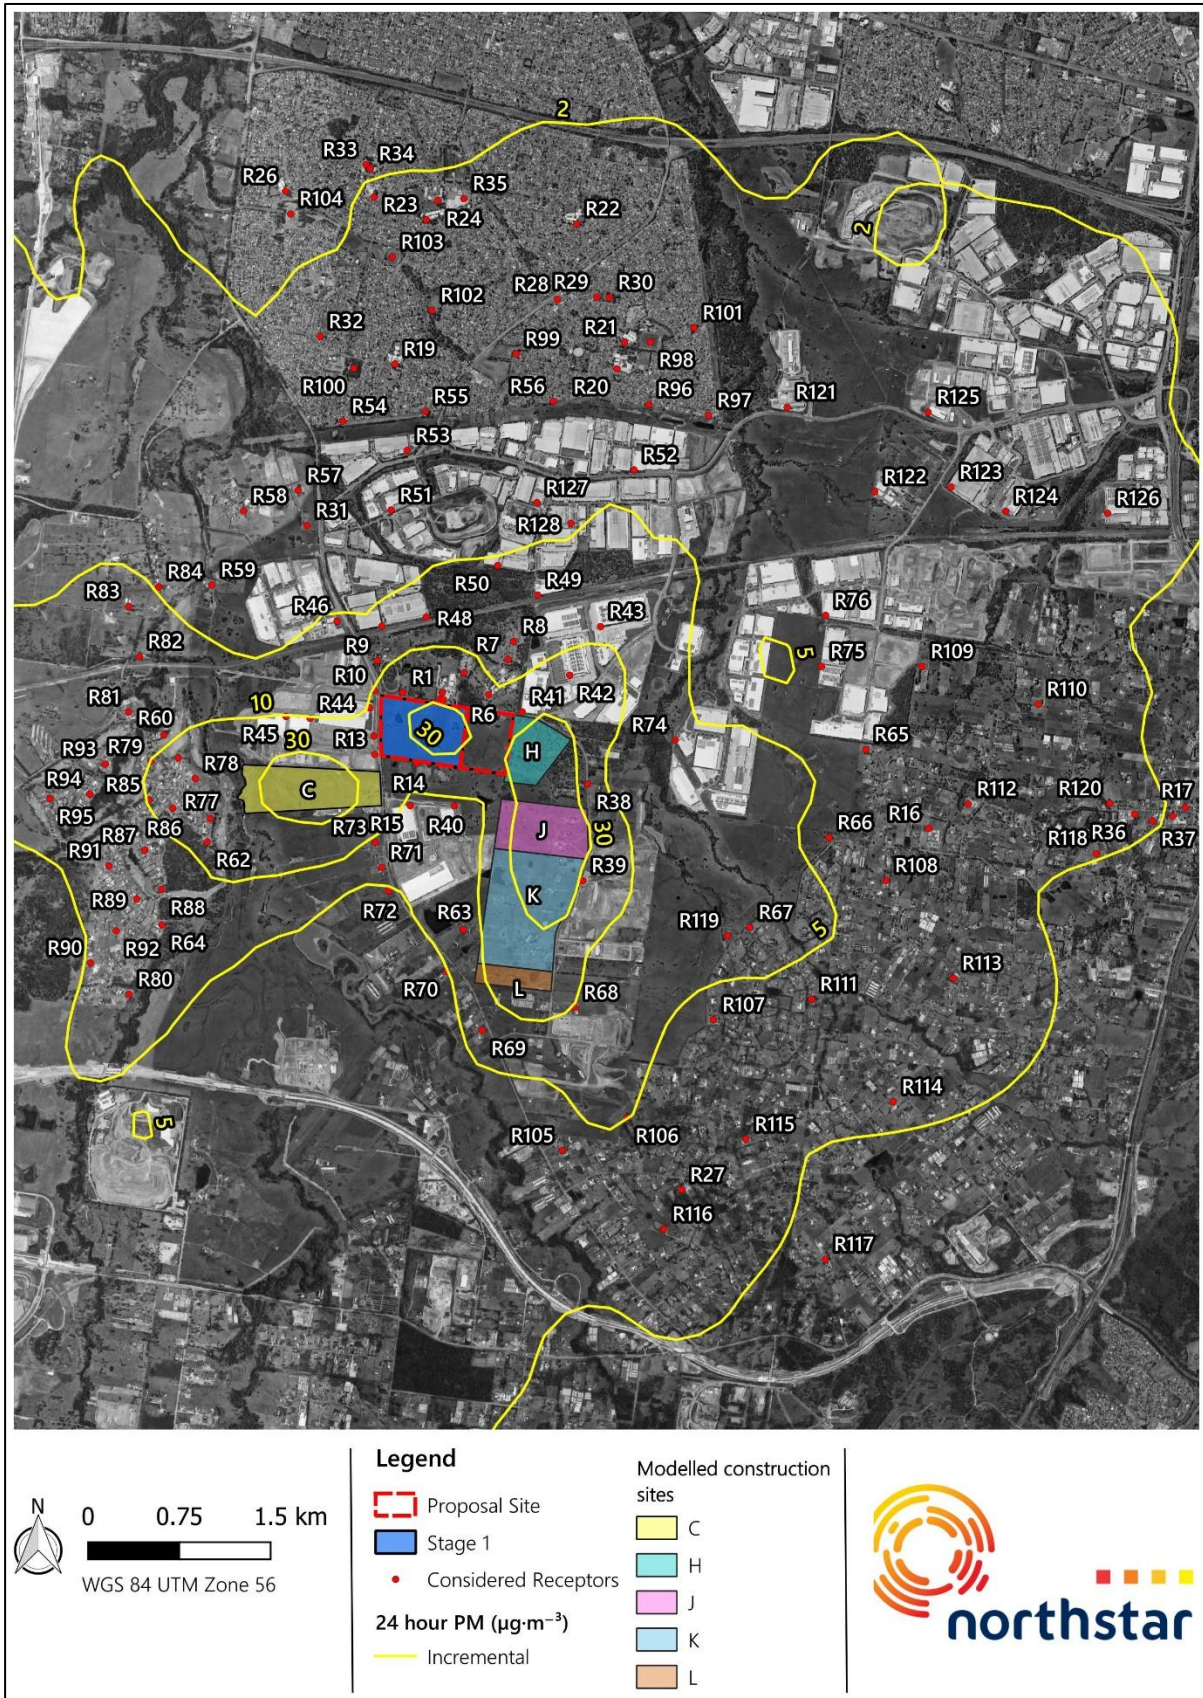 2
R33
R34
R26
R35
R104
R23
R24
R22
2
R103
R102
R28
R29
R30
R32
R21
R101
R99
R19
R98
R100
R56
R20
R96
R54
R55
R97
R121
R125
R53
R52
R57
R123
R58
R51
R127
R122
R124
R126
R31
R128
R50
R84
R59
R49
R83
R46
R48
R43
R76
R9
R8
R82
R7
R75
R109
R10
R1
5
R81
R44
R6
R41
R42
R110
10
R60
R45
30
R74
R93
R79
30
R13
H
R65
R94
R78
R14
R85
C
R38
R112
R120
R17
R95
R77
R73
R15
R40
J
30
R66
R16
R118
R36
R37
R87
R86
R91
R62
R71
R39
R108
K
R89
R88
R72
R63
R119
R67
5
R90
R92
R64
R80
R70
L
R68
R113
R111
R107
R69
R114
5
R105
R106
R115
R27
R116
R117
N
0 0.75 1.5 km
WGS 84 UTM Zone 56
Legend
Proposal Site
Stage 1
Considered Receptors
24 hour PM (µg·m⁻³)
Incremental
Modelled construction
sites
C
H
J
K
L
northstar